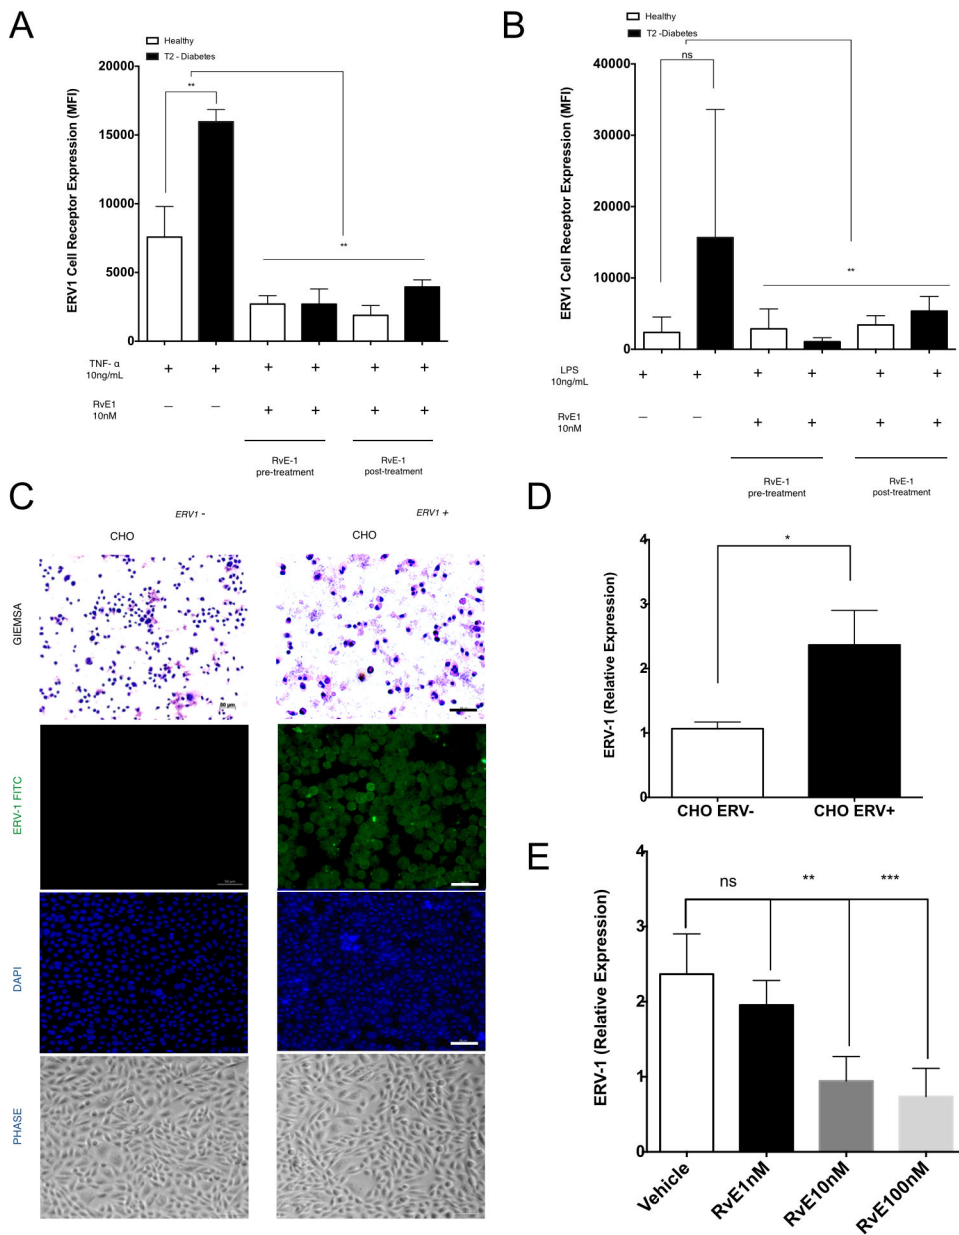 A
Healthy
T2 - Diabetes
ERV1 Cell Receptor Expression (MFI)
20000
15000
10000
5000
0
**
**
TNF- α
10ng/mL
+ + + + + +
RvE1
10nM
– – + + + +
RvE-1
pre-treatment
RvE-1
post-treatment
B
Healthy
T2 -Diabetes
ERV1 Cell Receptor Expression (MFI)
40000
30000
20000
10000
0
ns
**
LPS
10ng/mL
+ + + + + +
RvE1
10nM
– – + + + +
RvE-1
pre-treatment
RvE-1
post-treatment
C
ERV1 -
ERV1 +
CHO
CHO
GIEMSA
50 µm
ERV-1 FITC
DAPI
PHASE
D
ERV-1 (Relative Expression)
4
3
2
1
0
*
CHO ERV-
CHO ERV+
E
ERV-1 (Relative Expression)
4
3
2
1
0
ns
**
***
Vehicle
RvE1nM
RvE10nM
RvE100nM